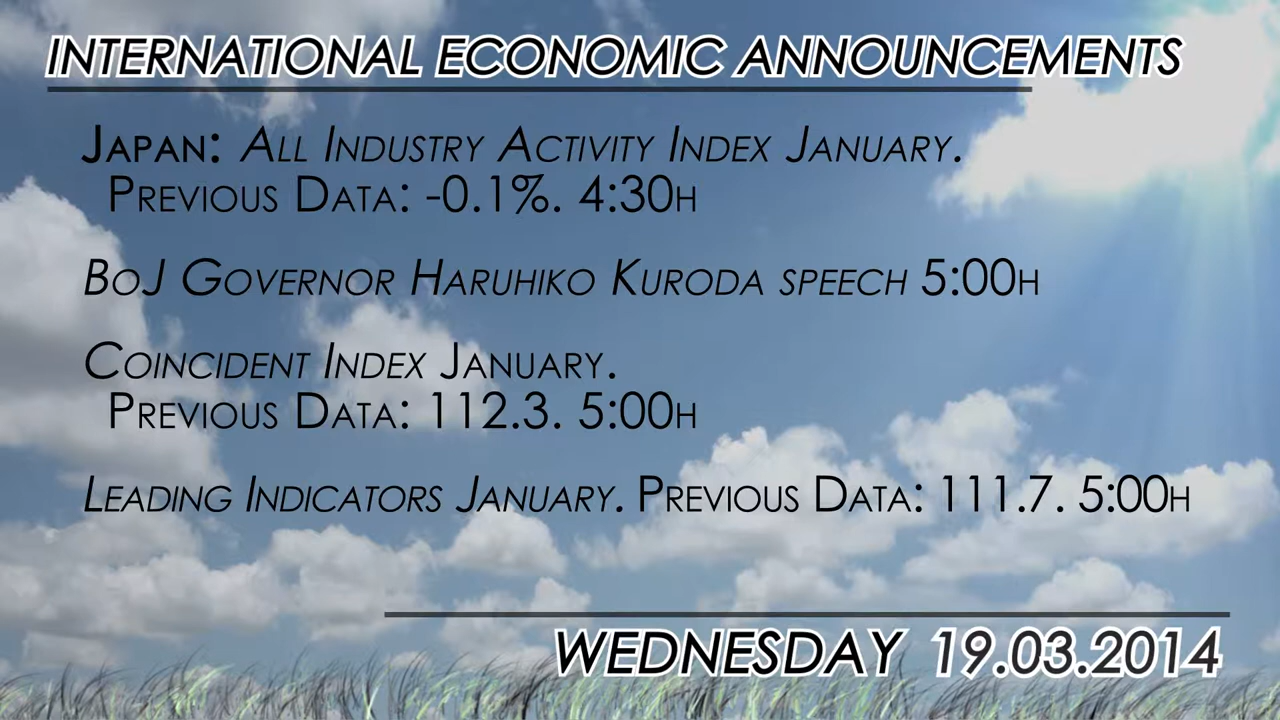 INTERNATIONAL ECONOMIC ANNOUNCEMENTS
JAPAN: ALL INDUSTRY ACTIVITY INDEX JANUARY.
PREVIOUS DATA: -0.1%. 4:30H
BOJ GOVERNOR HARUHIKO KURODA SPEECH 5:00H
COINCIDENT INDEX JANUARY.
PREVIOUS DATA: 112.3. 5:00H
LEADING INDICATORS JANUARY. PREVIOUS DATA: 111.7. 5:00H
WEDNESDAY 19.03.2014